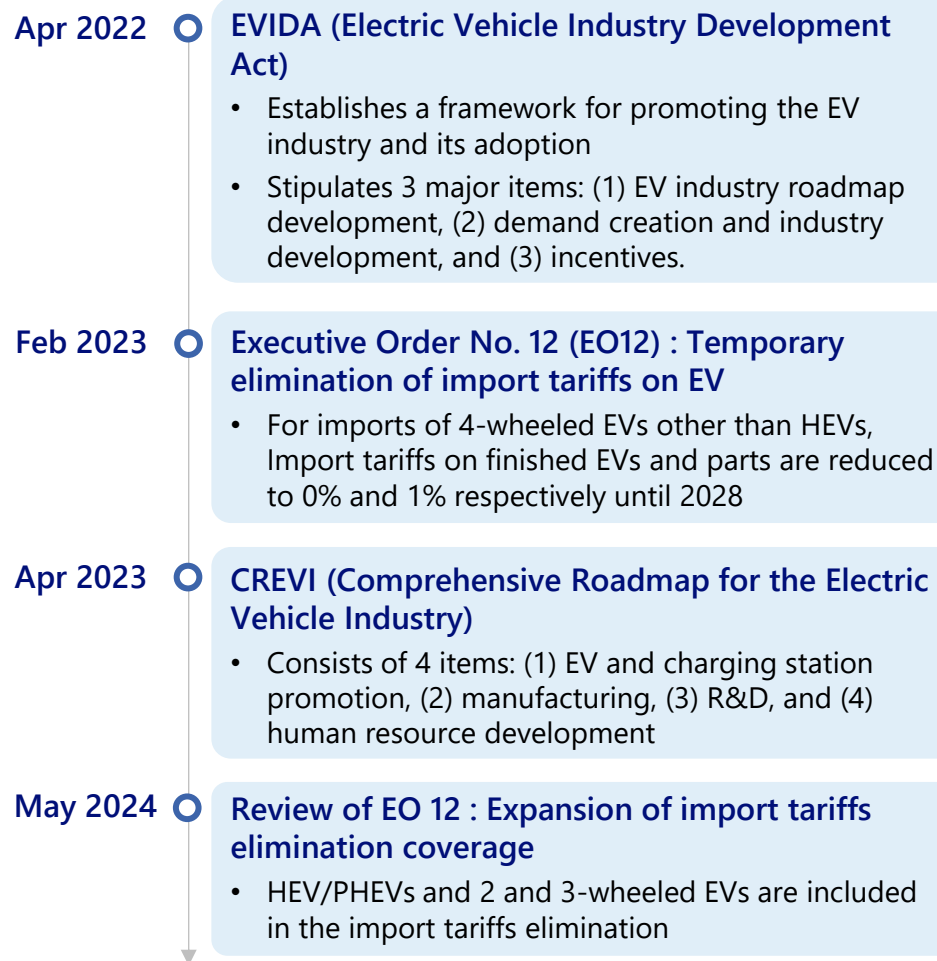 Apr 2022
EVIDA (Electric Vehicle Industry Development
Act)
• Establishes a framework for promoting the EV
industry and its adoption
• Stipulates 3 major items: (1) EV industry roadmap
development, (2) demand creation and industry
development, and (3) incentives.
Feb 2023
Executive Order No. 12 (EO12) : Temporary
elimination of import tariffs on EV
• For imports of 4-wheeled EVs other than HEVs,
Import tariffs on finished EVs and parts are reduced
to 0% and 1% respectively until 2028
Apr 2023
CREVI (Comprehensive Roadmap for the Electric
Vehicle Industry)
• Consists of 4 items: (1) EV and charging station
promotion, (2) manufacturing, (3) R&D, and (4)
human resource development
May 2024
Review of EO 12 : Expansion of import tariffs
elimination coverage
• HEV/PHEVs and 2 and 3-wheeled EVs are included
in the import tariffs elimination